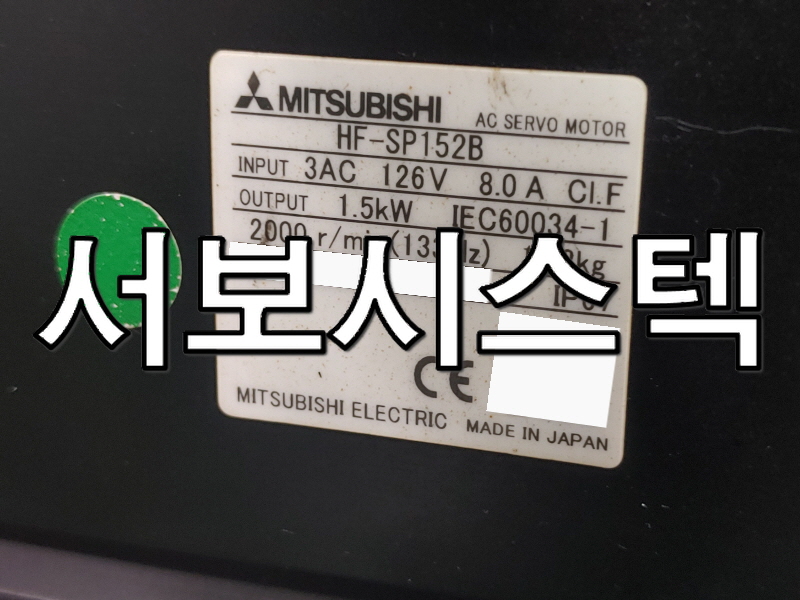 MITSUBISHI AC SERVO MOTOR
HF-SP152B
INPUT 3AC 126V 8.0A CI.F
OUTPUT 1.5kW IEC60034-1
2000 r/min
서보시스텍
CE
MITSUBISHI ELECTRIC MADE IN JAPAN